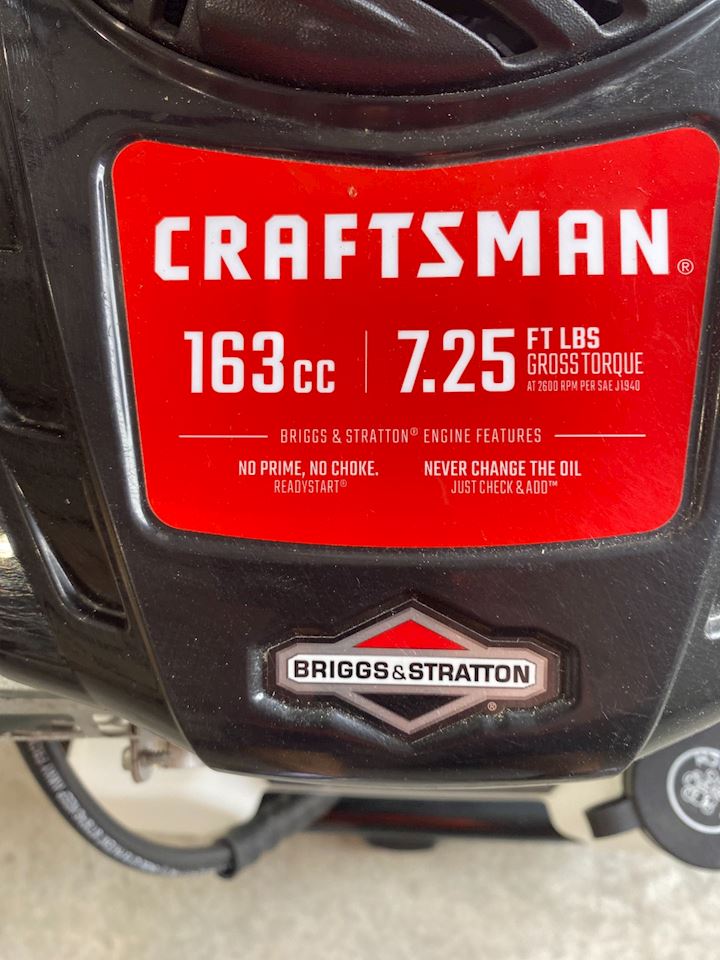 CRAFTSMAN®
163cc | 7.25 FT LBS
GROSS TORQUE
AT 2600 RPM PER SAE J1940
BRIGGS & STRATTON® ENGINE FEATURES
NO PRIME, NO CHOKE. NEVER CHANGE THE OIL
READYSTART® JUST CHECK & ADD™
BRIGGS & STRATTON®